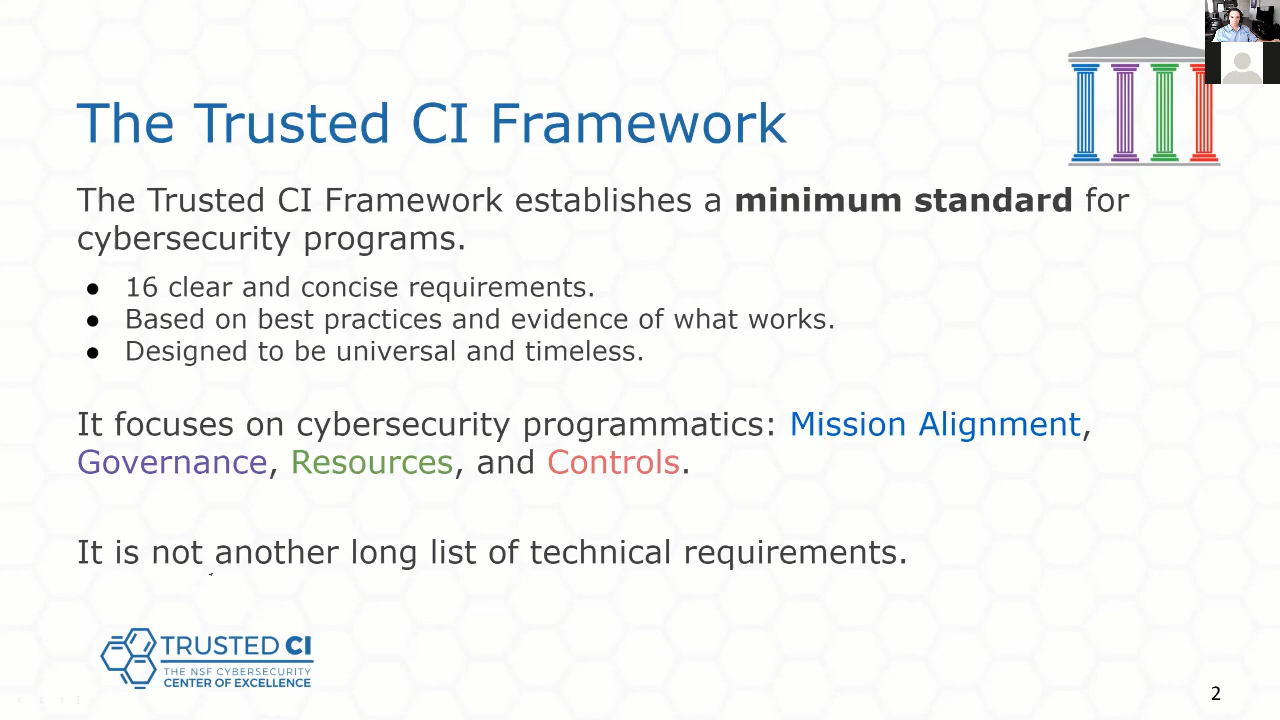 The Trusted CI Framework
The Trusted CI Framework establishes a minimum standard for
cybersecurity programs.
● 16 clear and concise requirements.
● Based on best practices and evidence of what works.
● Designed to be universal and timeless.
It focuses on cybersecurity programmatics: Mission Alignment,
Governance, Resources, and Controls.
It is not another long list of technical requirements.
TRUSTED CI
THE NSF CYBERSECURITY
CENTER OF EXCELLENCE
2